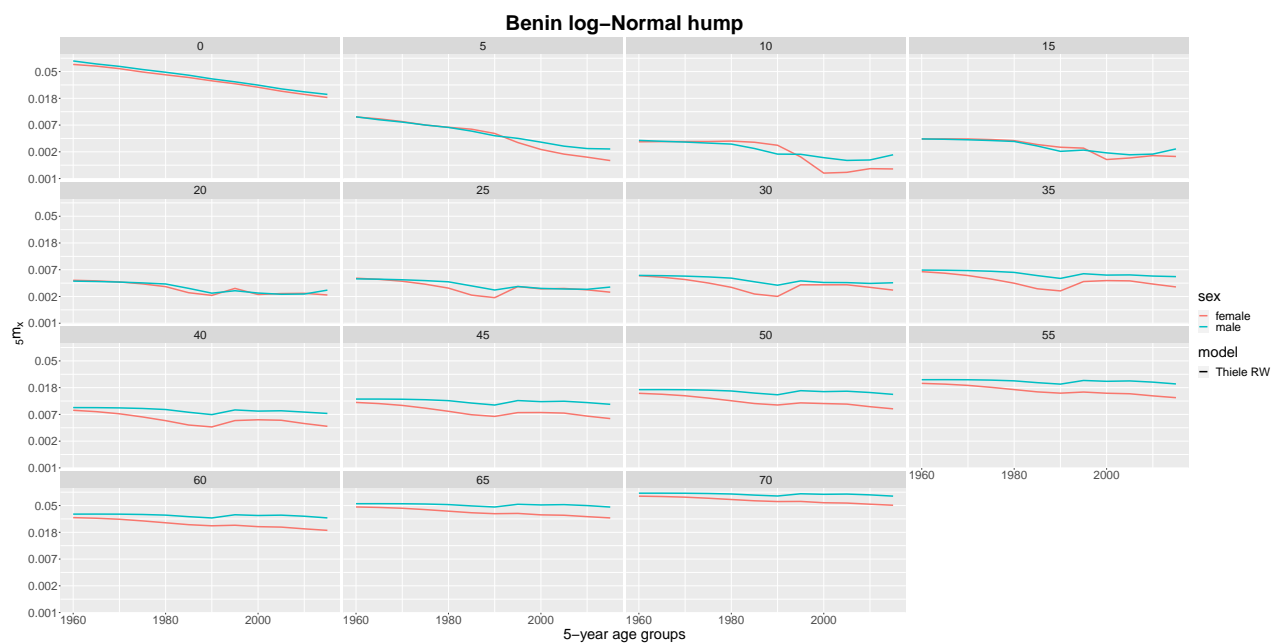 Benin log−Normal hump
0 5 10 15
0.05
0.018
0.007
0.002
0.001
20 25 30 35
0.05
0.018
0.007
0.002
0.001
40 45 50 55
0.05
0.018
0.007
0.002
0.001
1960 1980 2000
60 65 70
0.05
0.018
0.007
0.002
0.001
1960 1980 2000 1960 1980 2000 1960 1980 2000
5−year age groups
5mx
sex
female
male
model
Thiele RW